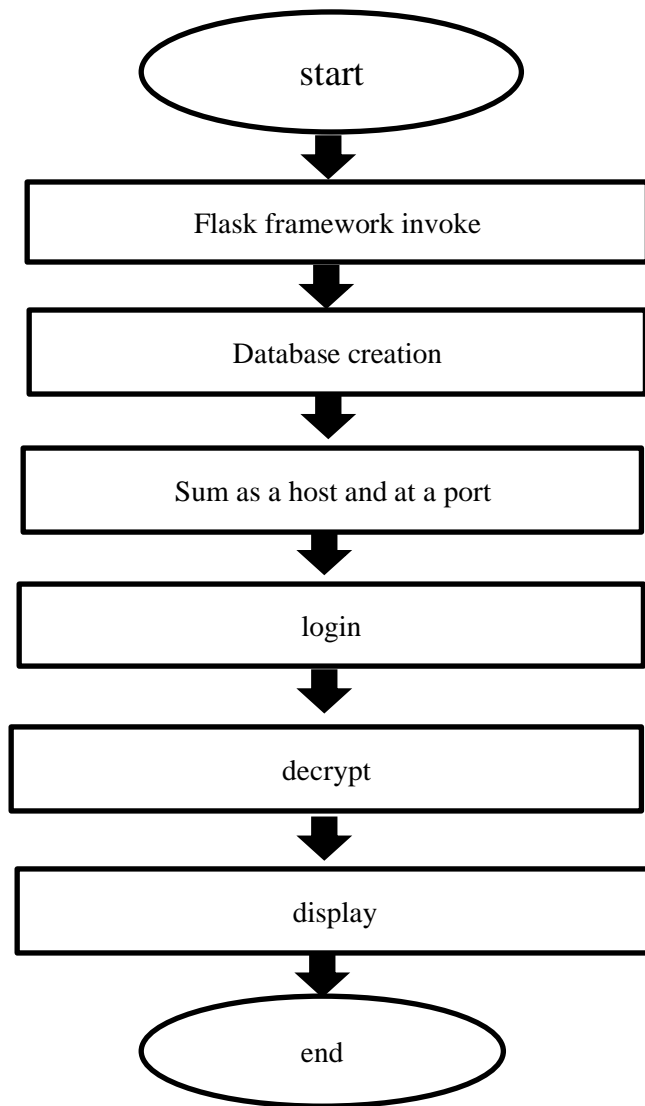 start
Flask framework invoke
Database creation
Sum as a host and at a port
login
decrypt
display
end